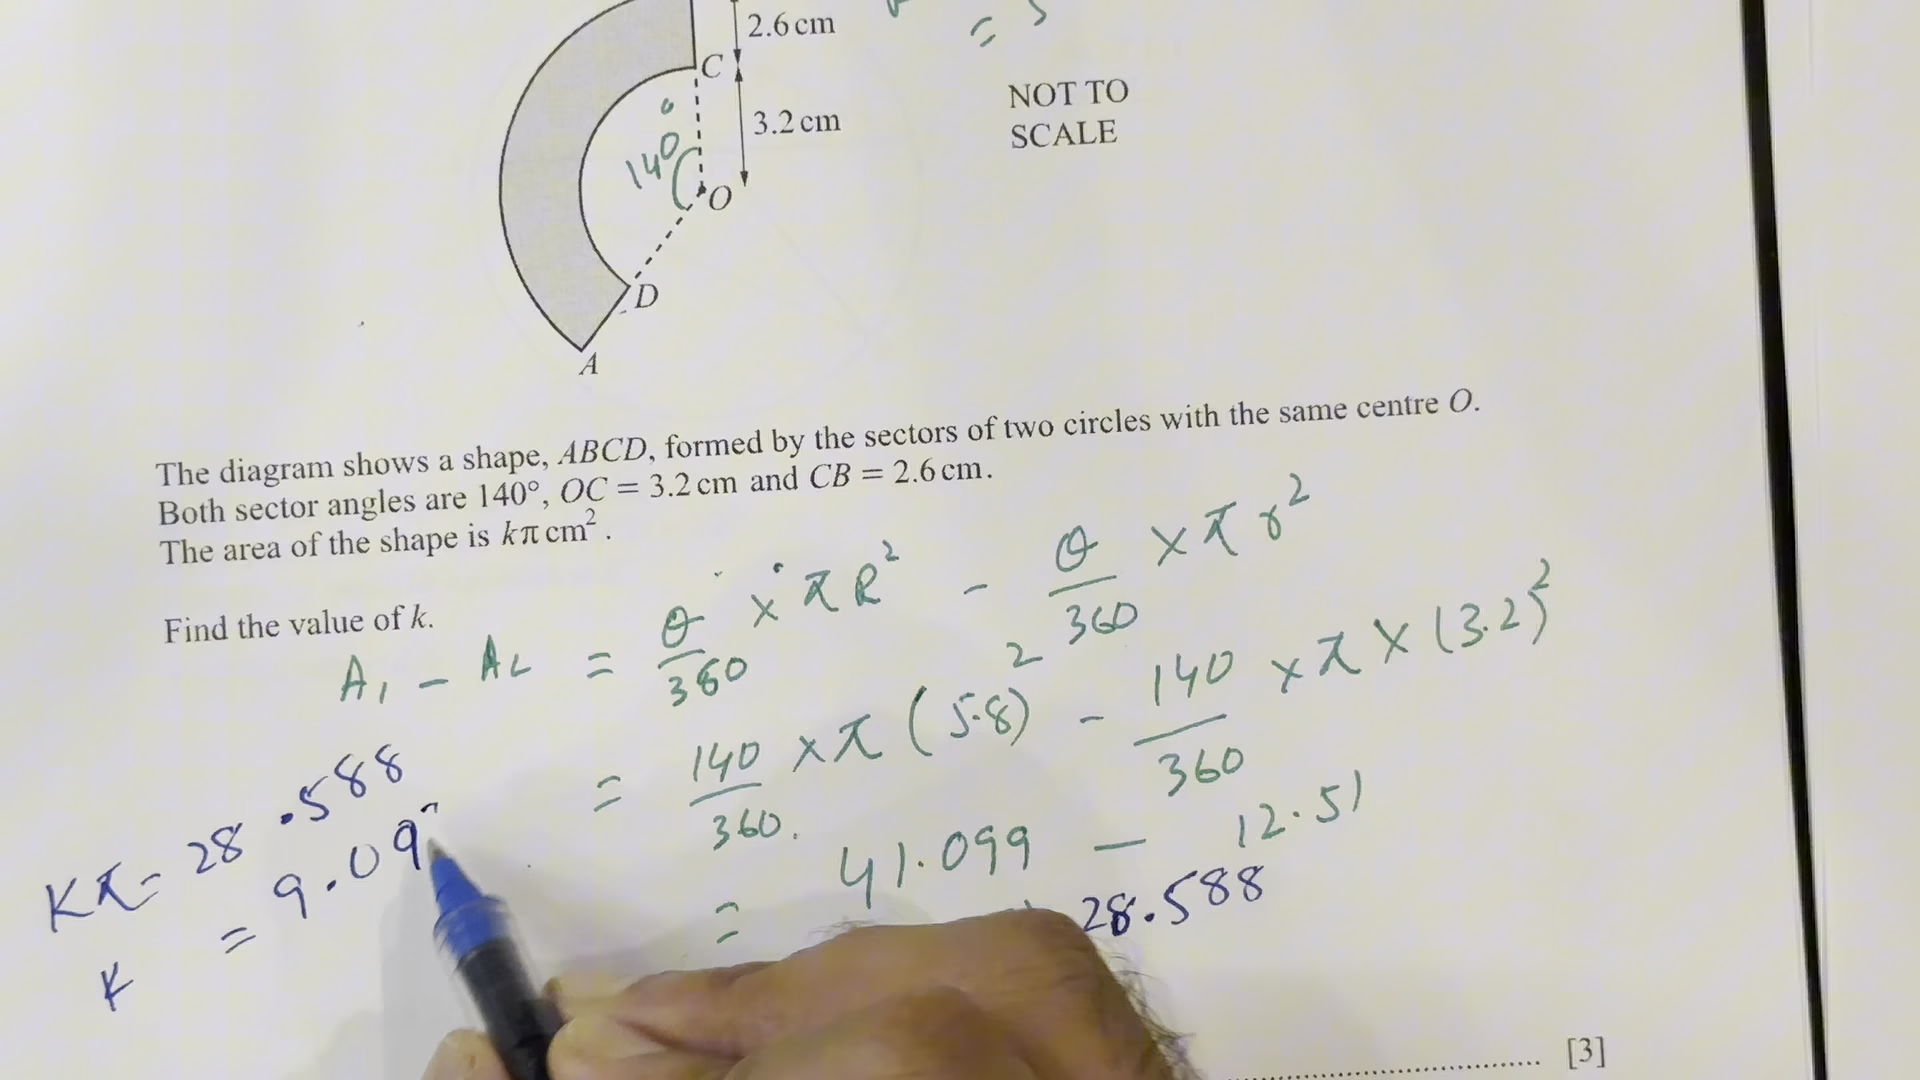 2.6 cm
= 5
C
NOT TO
SCALE
3.2 cm
140°
O
D
A
The diagram shows a shape, ABCD, formed by the sectors of two circles with the same centre O.
Both sector angles are 140°, OC = 3.2 cm and CB = 2.6 cm.
The area of the shape is kπ cm².
Find the value of k.
A₁ - A₂ = θ/360 × πR² - θ/360 × πr²
= 140/360 × π (5.8)² - 140/360 × π × (3.2)²
= 41.099 - 12.51
28.588
Kπ = 28.588
K = 9.09
[3]